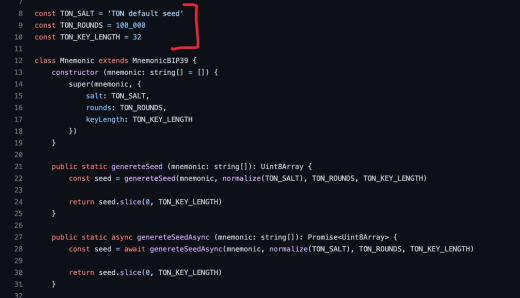 7
8 const TON_SALT = 'TON default seed'
9 const TON_ROUNDS = 100_000
10 const TON_KEY_LENGTH = 32
11
12 class Mnemonic extends MnemonicBIP39 {
13 constructor (mnemonic: string[] = []) {
14 super(mnemonic, {
15 salt: TON_SALT,
16 rounds: TON_ROUNDS,
17 keyLength: TON_KEY_LENGTH
18 })
19 }
20
21 public static genereteSeed (mnemonic: string[]): Uint8Array {
22 const seed = genereteSeed(mnemonic, normalize(TON_SALT), TON_ROUNDS, TON_KEY_LENGTH)
23
24 return seed.slice(0, TON_KEY_LENGTH)
25 }
26
27 public static async genereteSeedAsync (mnemonic: string[]): Promise<Uint8Array> {
28 const seed = await genereteSeedAsync(mnemonic, normalize(TON_SALT), TON_ROUNDS, TON_KEY_LENGTH)
29
30 return seed.slice(0, TON_KEY_LENGTH)
31 }
32